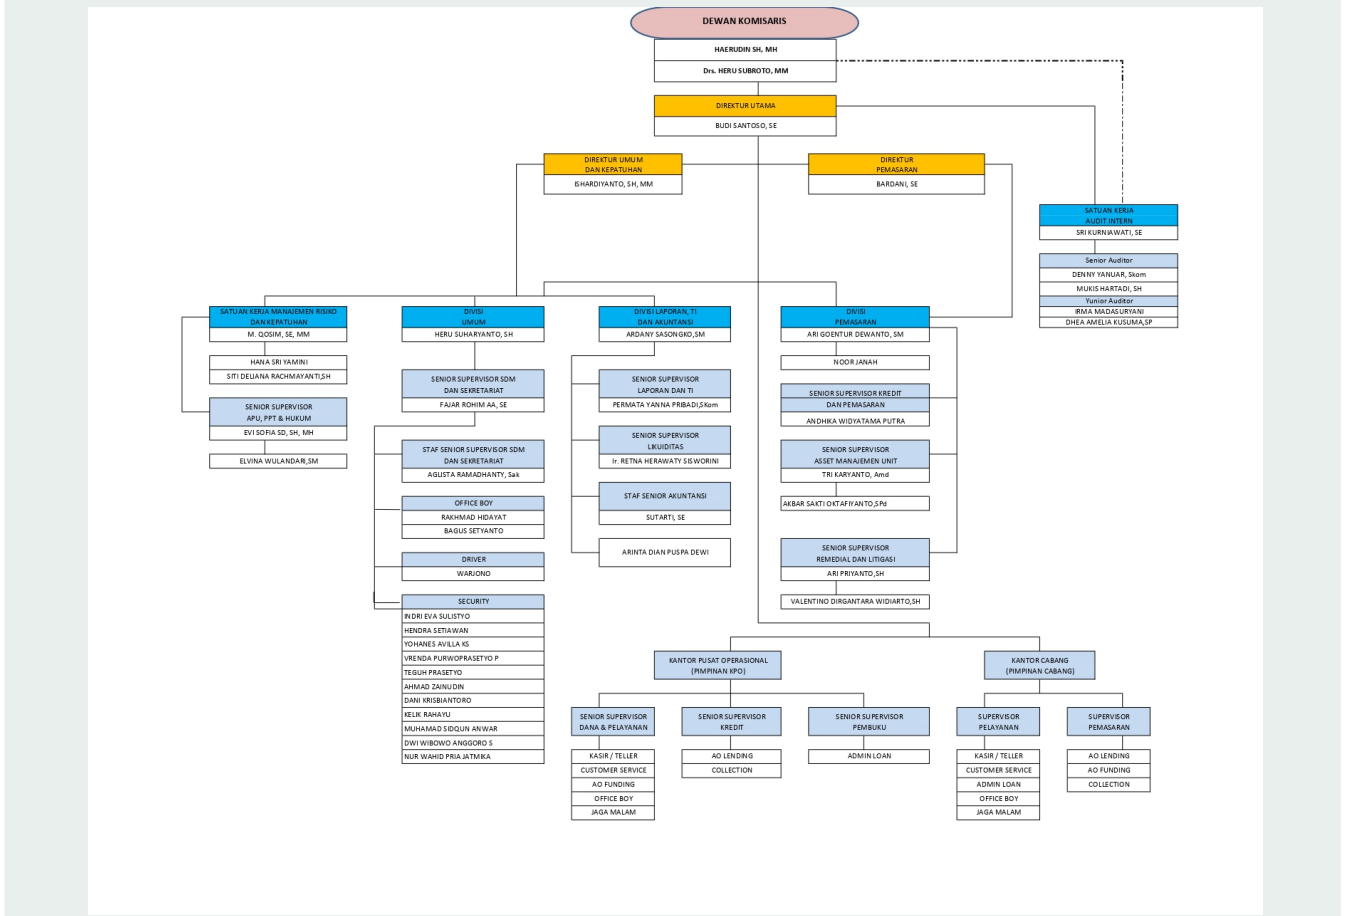 DEWAN KOMISARIS
HAERUDIN SH, MH
Drs. HERU SUBROTO, MM
DIREKTUR UTAMA
BUDI SANTOSO, SE
DIREKTUR UMUM
DAN KEPATUHAN
ISHARDIYANTO, SH, MM
DIREKTUR
PEMASARAN
BARDANI, SE
SATUAN KERJA
AUDIT INTERN
SRI KURNIAWATI, SE
Senior Auditor
DENNY YANUAR, Skom
MUKIS HARTADI, SH
Yunior Auditor
IRMA MADASURYANI
DHEA AMELIA KUSUMA,SP
SATUAN KERJA MANAJEMEN RISIKO
DAN KEPATUHAN
M. QOSIM, SE, MM
HANA SRI YAMINI
SITI DELIANA RACHMAYANTI,SH
SENIOR SUPERVISOR
APU, PPT & HUKUM
EVI SOFIA SD, SH, MH
ELVINA WULANDARI,SM
DIVISI
UMUM
HERU SUHARYANTO, SH
SENIOR SUPERVISOR SDM
DAN SEKRETARIAT
FAJAR ROHIM AA, SE
STAF SENIOR SUPERVISOR SDM
DAN SEKRETARIAT
AGUSTA RAMADHANTY, Sak
OFFICE BOY
RAKHMAD HIDAYAT
BAGUS SETYANTO
DRIVER
WARJONO
SECURITY
INDRI EVA SULISTYO
HENDRA SETIAWAN
YOHANES AVILLA KS
VRENDA PURWOPRASETYO P
TEGUH PRASETYO
AHMAD ZAINUDIN
DANI KRISBIANTORO
KELIK RAHAYU
MUHAMAD SIDQUN ANWAR
DWI WIBOWO ANGGORO S
NUR WAHID PRIA JATMIKA
DIVISI LAPORAN, TI
DAN AKUNTANSI
ARDANY SASONGKO,SM
SENIOR SUPERVISOR
LAPORAN DAN TI
PERMATA YANNA PRIBADI,SKom
SENIOR SUPERVISOR
LIKUIDITAS
Ir. RETNA HERAWATY SISWORINI
STAF SENIOR AKUNTANSI
SUTARTI, SE
ARINTA DIAN PUSPA DEWI
DIVISI
PEMASARAN
ARI GOENTUR DEWANTO, SM
NOOR JANAH
SENIOR SUPERVISOR KREDIT
DAN PEMASARAN
ANDHIKA WIDYATAMA PUTRA
SENIOR SUPERVISOR
ASSET MANAJEMEN UNIT
TRI KARYANTO, Amd
AKBAR SAKTI OKTAFIYANTO,SPd
SENIOR SUPERVISOR
REMEDIAL DAN LITIGASI
ARI PRIYANTO,SH
VALENTINO DIRGANTARA WIDIARTO,SH
KANTOR PUSAT OPERASIONAL
(PIMPINAN KPO)
KANTOR CABANG
(PIMPINAN CABANG)
SENIOR SUPERVISOR
DANA & PELAYANAN
KASIR / TELLER
CUSTOMER SERVICE
AO FUNDING
OFFICE BOY
JAGA MALAM
SENIOR SUPERVISOR
KREDIT
AO LENDING
COLLECTION
SENIOR SUPERVISOR
PEMBUKU
ADMIN LOAN
SUPERVISOR
PELAYANAN
KASIR / TELLER
CUSTOMER SERVICE
ADMIN LOAN
OFFICE BOY
JAGA MALAM
SUPERVISOR
PEMASARAN
AO LENDING
AO FUNDING
COLLECTION